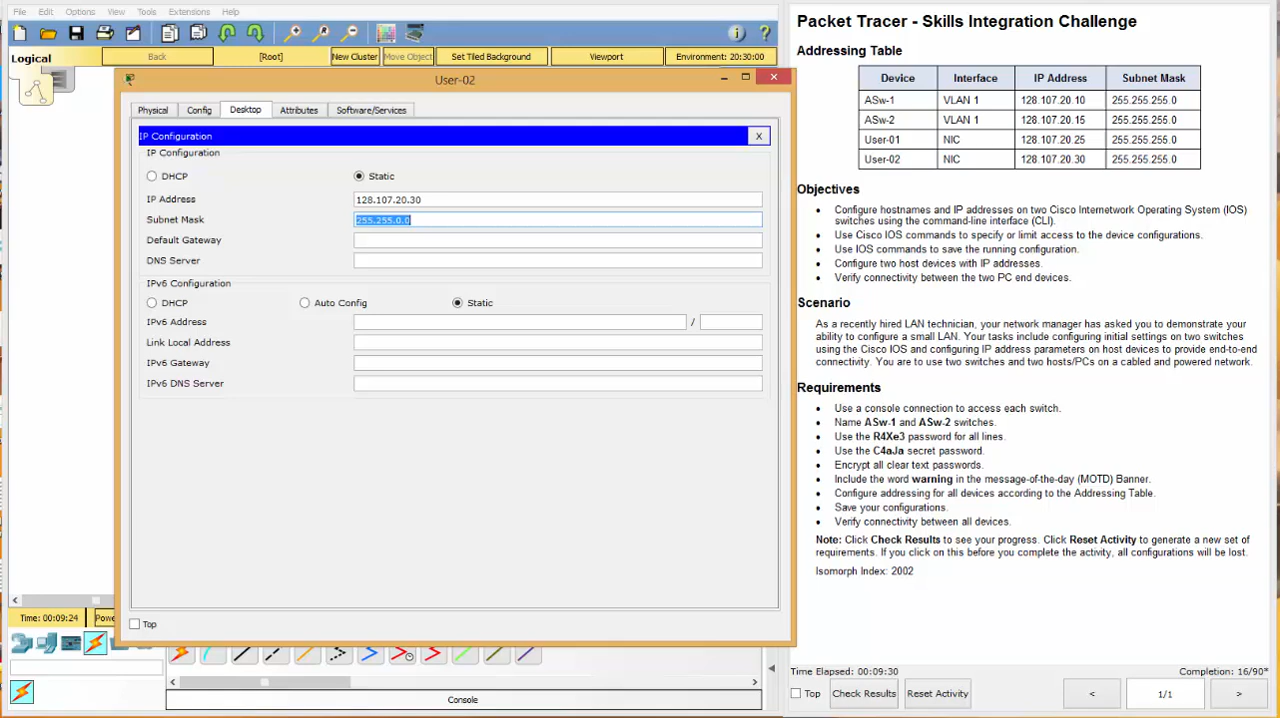 File Edit Options View Tools Extensions Help
Logical Back [Root] New Cluster Move Object Set Tiled Background Viewport Environment: 20:30:00
User-02
Physical Config Desktop Attributes Software/Services
IP Configuration X
IP Configuration
DHCP Static
IP Address 128.107.20.30
Subnet Mask 255.255.0.0
Default Gateway
DNS Server
IPv6 Configuration
DHCP Auto Config Static
IPv6 Address /
Link Local Address
IPv6 Gateway
IPv6 DNS Server
Top
Time: 00:09:24
Console
Packet Tracer - Skills Integration Challenge
Addressing Table
Device Interface IP Address Subnet Mask
ASw-1 VLAN 1 128.107.20.10 255.255.255.0
ASw-2 VLAN 1 128.107.20.15 255.255.255.0
User-01 NIC 128.107.20.25 255.255.255.0
User-02 NIC 128.107.20.30 255.255.255.0
Objectives
• Configure hostnames and IP addresses on two Cisco Internetwork Operating System (IOS)
switches using the command-line interface (CLI).
• Use Cisco IOS commands to specify or limit access to the device configurations.
• Use IOS commands to save the running configuration.
• Configure two host devices with IP addresses.
• Verify connectivity between the two PC end devices.
Scenario
As a recently hired LAN technician, your network manager has asked you to demonstrate your
ability to configure a small LAN. Your tasks include configuring initial settings on two switches
using the Cisco IOS and configuring IP address parameters on host devices to provide end-to-end
connectivity. You are to use two switches and two hosts/PCs on a cabled and powered network.
Requirements
• Use a console connection to access each switch.
• Name ASw-1 and ASw-2 switches.
• Use the R4Xe3 password for all lines.
• Use the C4aJa secret password.
• Encrypt all clear text passwords.
• Include the word warning in the message-of-the-day (MOTD) Banner.
• Configure addressing for all devices according to the Addressing Table.
• Save your configurations.
• Verify connectivity between all devices.
Note: Click Check Results to see your progress. Click Reset Activity to generate a new set of
requirements. If you click on this before you complete the activity, all configurations will be lost.
Isomorph Index: 2002
Time Elapsed: 00:09:30 Completion: 16/90*
Top Check Results Reset Activity < 1/1 >